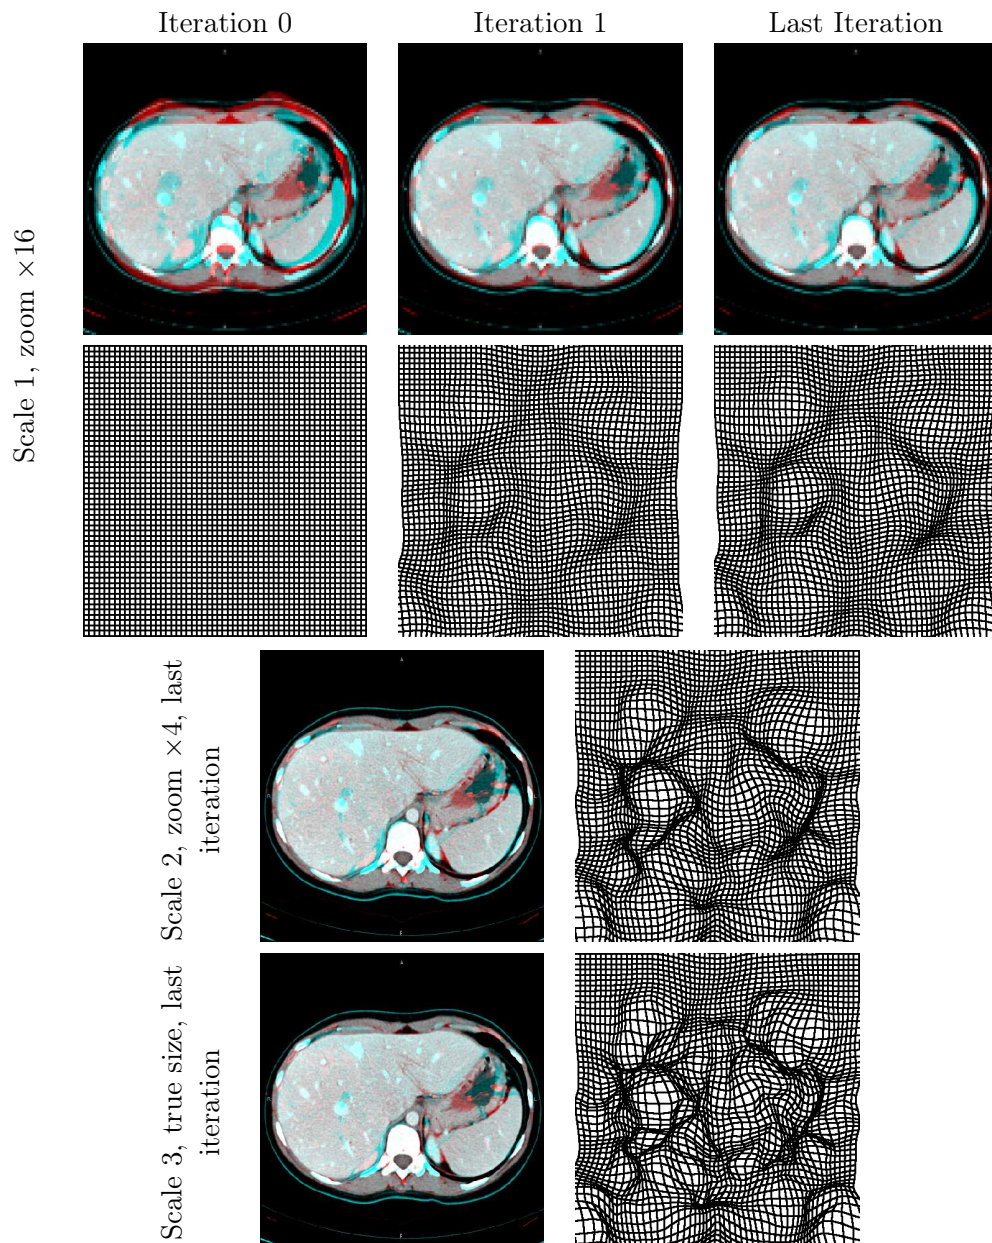 Iteration 0
Iteration 1
Last Iteration
Scale 1, zoom ×16
Scale 2, zoom ×4, last
iteration
Scale 3, true size, last
iteration